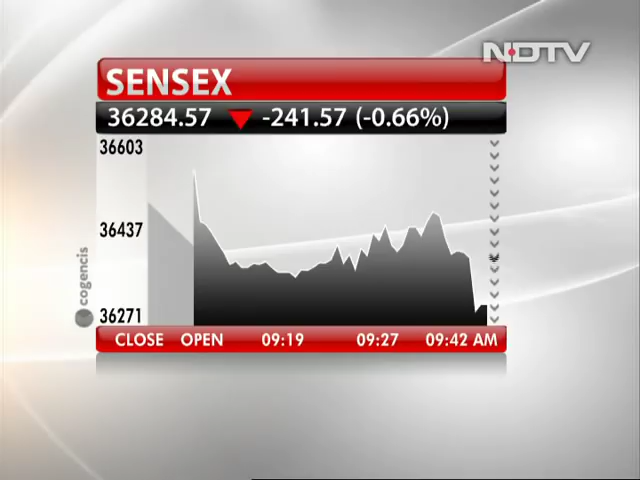 NDTV
SENSEX
36284.57 -241.57 (-0.66%)
36603
36437
36271
cogencis
CLOSE OPEN 09:19 09:27 09:42 AM